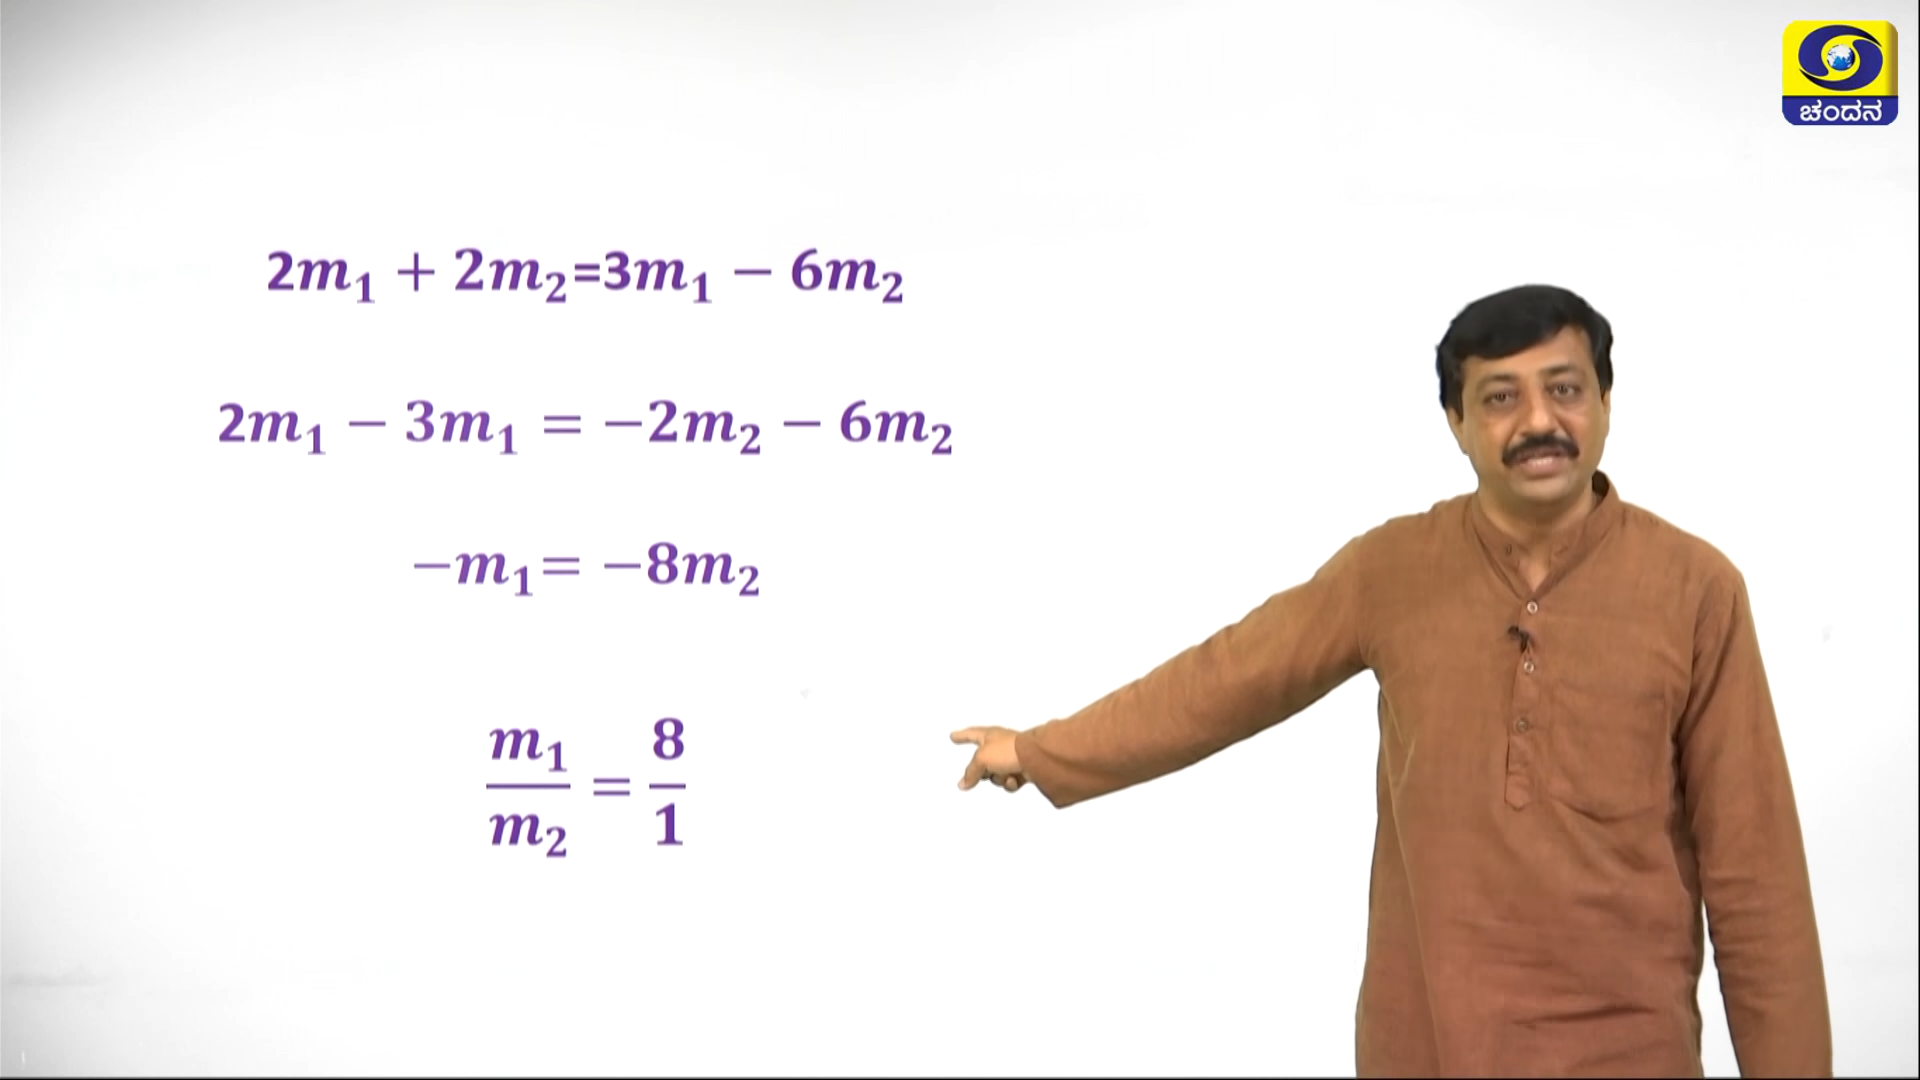 ಚಂದನ
2m₁ + 2m₂=3m₁ − 6m₂
2m₁ − 3m₁ = −2m₂ − 6m₂
−m₁= −8m₂
m₁/m₂ = 8/1